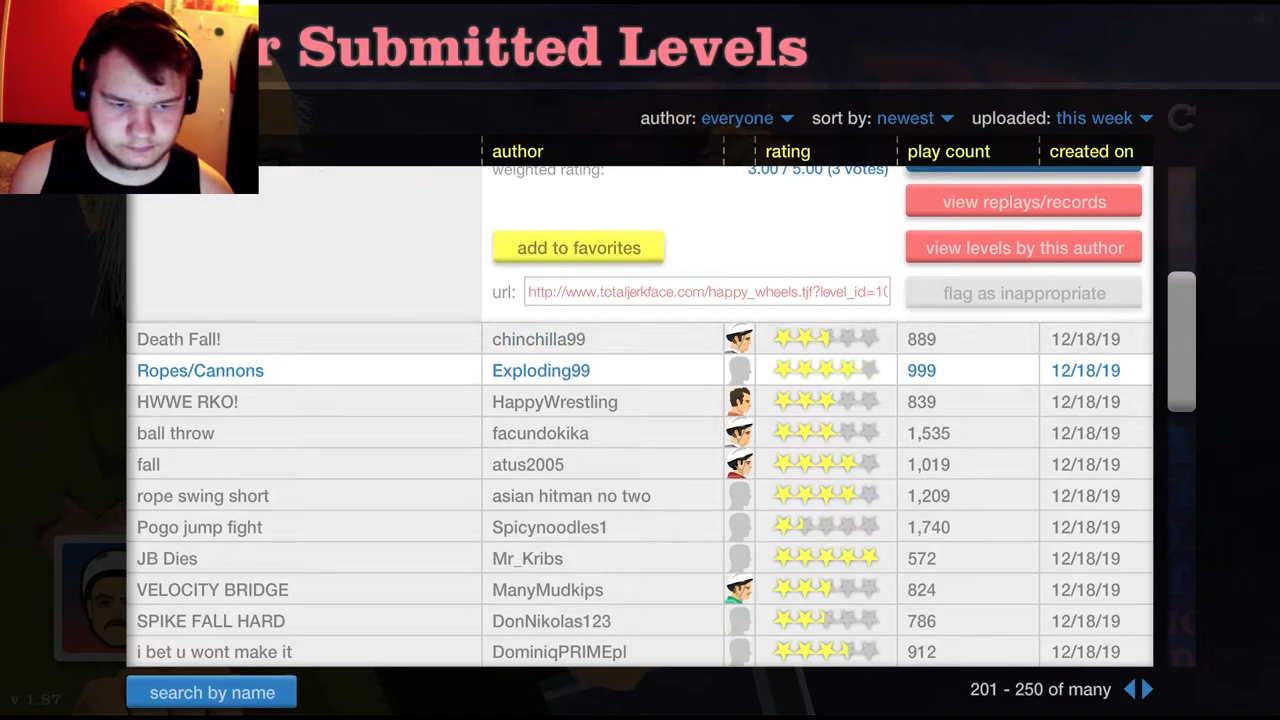 r Submitted Levels
author: everyone sort by: newest uploaded: this week
author rating play count created on
weighted rating: 3.00 / 5.00 (3 votes)
view replays/records
add to favorites view levels by this author
url: http://www.totaljerkface.com/happy_wheels.tjf?level_id=10 flag as inappropriate
Death Fall! chinchilla99 889 12/18/19
Ropes/Cannons Exploding99 999 12/18/19
HWWE RKO! HappyWrestling 839 12/18/19
ball throw facundokika 1,535 12/18/19
fall atus2005 1,019 12/18/19
rope swing short asian hitman no two 1,209 12/18/19
Pogo jump fight Spicynoodles1 1,740 12/18/19
JB Dies Mr_Kribs 572 12/18/19
VELOCITY BRIDGE ManyMudkips 824 12/18/19
SPIKE FALL HARD DonNikolas123 786 12/18/19
i bet u wont make it DominiqPRIMEpl 912 12/18/19
v 1.87 search by name 201 - 250 of many